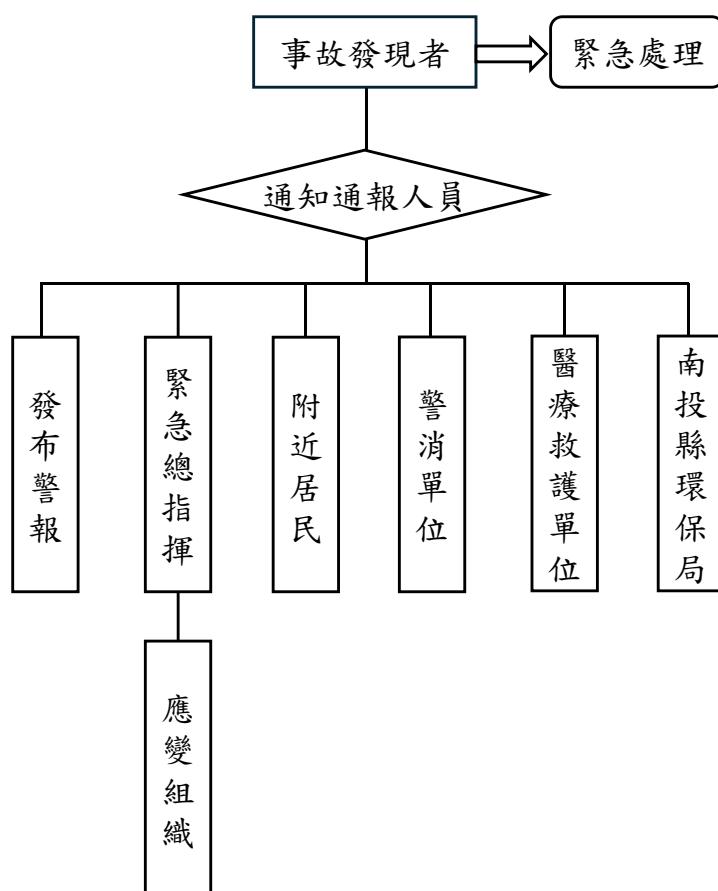 事故發現者
緊急處理
通知通報人員
發布警報
緊急總指揮
附近居民
警消單位
醫療救護單位
南投縣環保局
應變組織